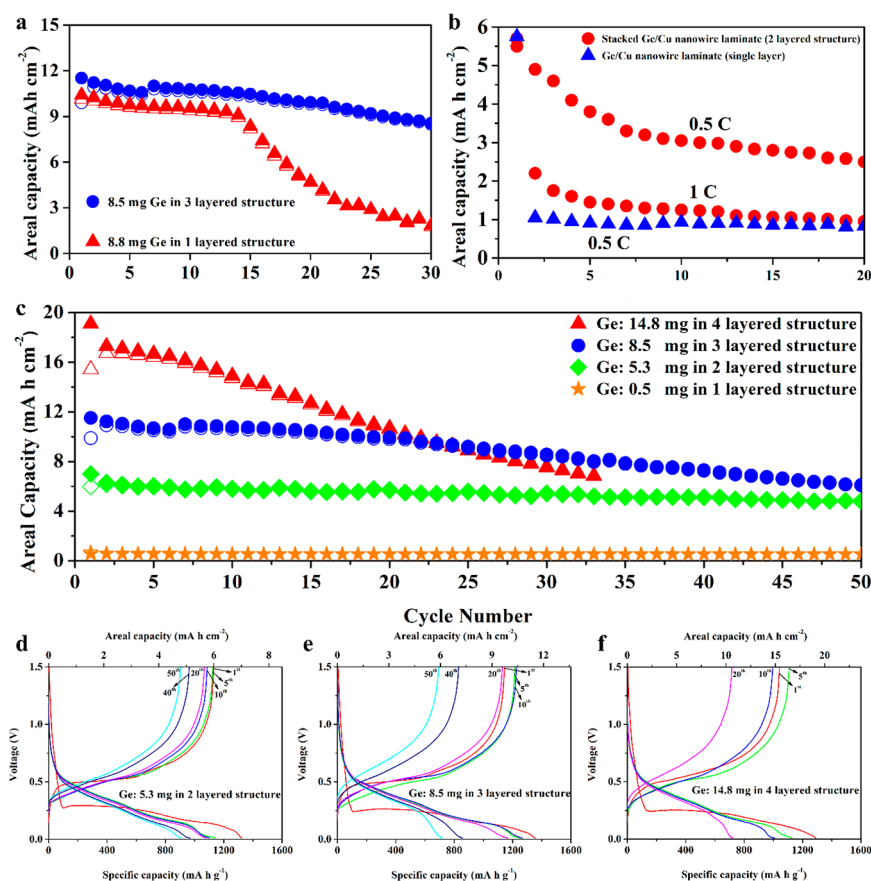 a
Areal capacity (mAh cm⁻²)
15
12
9
6
3
0
8.5 mg Ge in 3 layered structure
8.8 mg Ge in 1 layered structure
0 5 10 15 20 25 30
b
Areal capacity (mA h cm⁻²)
6
5
4
3
2
1
0
Stacked Ge/Cu nanowire laminate (2 layered structure)
Ge/Cu nanowire laminate (single layer)
0.5 C
1 C
0.5 C
0 5 10 15 20
c
Areal Capacity (mA h cm⁻²)
20
16
12
8
4
0
Ge: 14.8 mg in 4 layered structure
Ge: 8.5 mg in 3 layered structure
Ge: 5.3 mg in 2 layered structure
Ge: 0.5 mg in 1 layered structure
0 5 10 15 20 25 30 35 40 45 50
Cycle Number
d
Areal capacity (mA h cm⁻²)
0 2 4 6 8
Voltage (V)
1.5
1.0
0.5
0.0
50th
40th
20th
1st
5th
10th
Ge: 5.3 mg in 2 layered structure
0 400 800 1200 1600
Specific capacity (mA h g⁻¹)
e
Areal capacity (mA h cm⁻²)
0 3 6 9 12
Voltage (V)
1.5
1.0
0.5
0.0
50th
40th
20th
1st
5th
10th
Ge: 8.5 mg in 3 layered structure
0 400 800 1200 1600
Specific capacity (mA h g⁻¹)
f
Areal capacity (mA h cm⁻²)
0 5 10 15 20
Voltage (V)
1.5
1.0
0.5
0.0
20th
10th
5th
1st
Ge: 14.8 mg in 4 layered structure
0 400 800 1200 1600
Specific capacity (mA h g⁻¹)